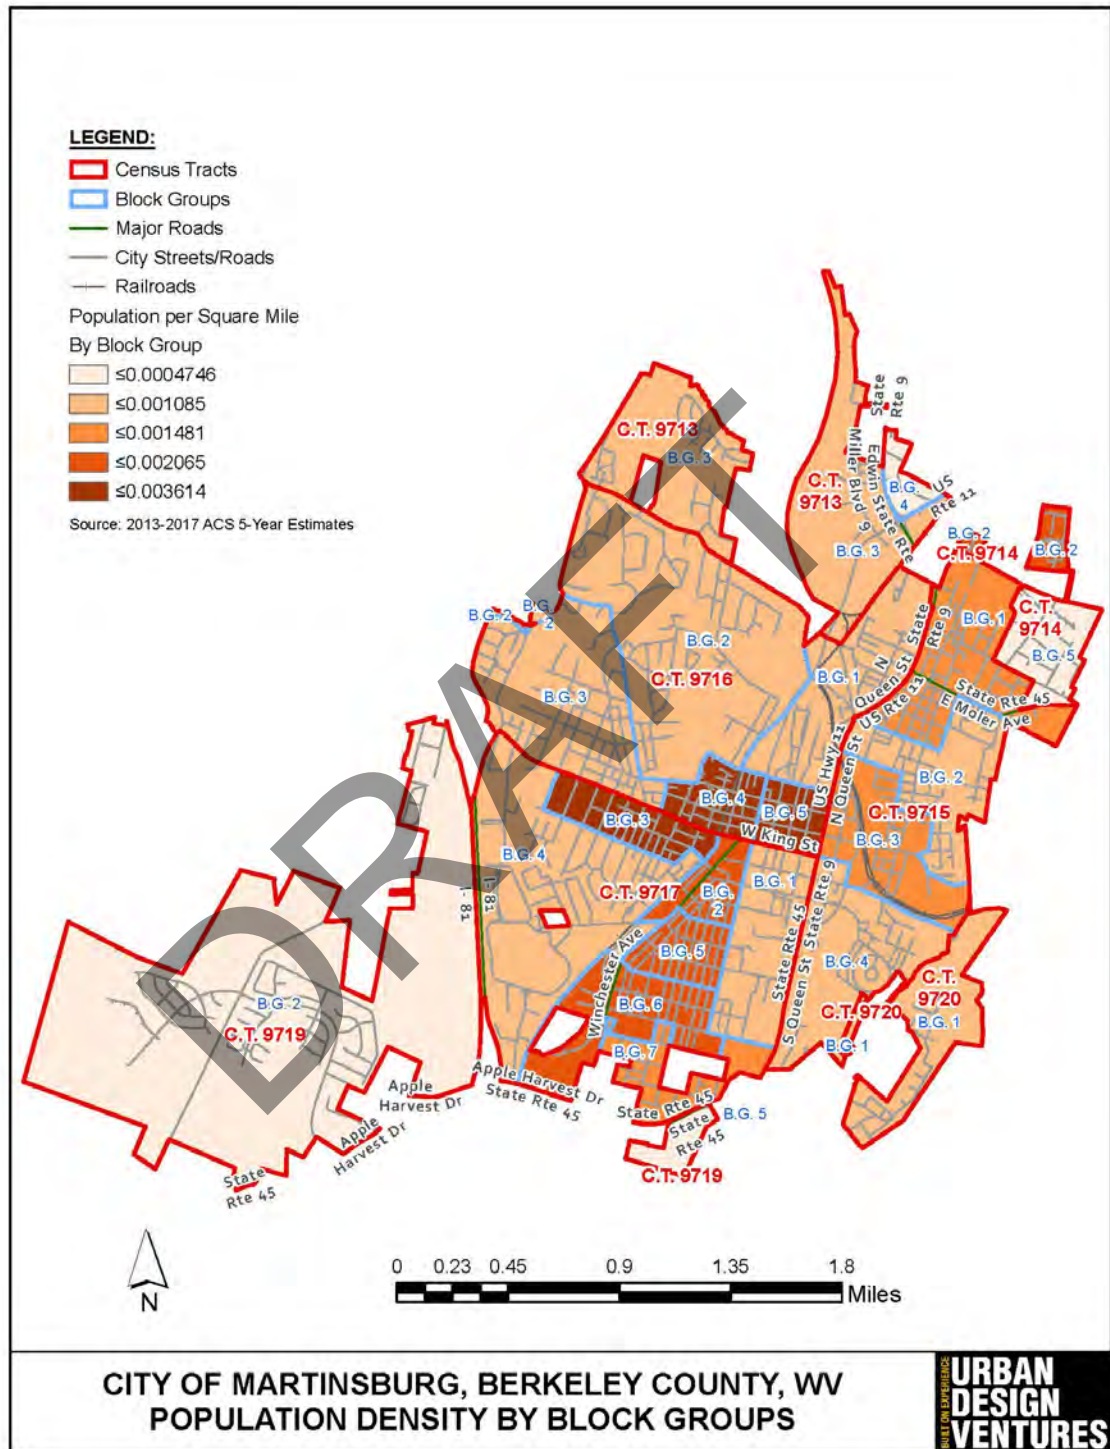 LEGEND:
Census Tracts
Block Groups
Major Roads
City Streets/Roads
Railroads
Population per Square Mile
By Block Group
≤0.0004746
≤0.001085
≤0.001481
≤0.002065
≤0.003614
Source: 2013-2017 ACS 5-Year Estimates
DRAFT
State
Rte 9
C.T. 9713
B.G. 3
C.T.
9713
Miller Blvd 9
Edwin State Rte
B.G.
4
US
Rte 11
B.G. 3
B.G. 2
C.T. 9714
B.G. 2
B.G. 1
C.T.
9714
B.G. 5
State
Rte 9
N
Queen St
US Rte 11
State Rte 45
E Moler Ave
B.G. 2
B.G.
2
B.G. 2
B.G. 3
C.T. 9716
B.G. 1
US Hwy 11
N Queen St
B.G. 2
C.T. 9715
B.G. 3
B.G. 4
B.G. 5
B.G. 3
W King St
B.G. 4
I-81
I-81
C.T. 9717
B.G.
2
B.G. 1
State Rte 45
S Queen St
State Rte 9
B.G. 5
Winchester Ave
B.G. 6
B.G. 7
B.G. 4
C.T. 9720
B.G. 1
C.T.
9720
B.G. 1
B.G. 2
C.T. 9719
Apple
Harvest Dr
Apple
Harvest Dr
State
Rte 45
Apple Harvest Dr
State Rte 45
State Rte 45
State
Rte 45
B.G. 5
C.T. 9719
N
0 0.23 0.45 0.9 1.35 1.8
Miles
CITY OF MARTINSBURG, BERKELEY COUNTY, WV
POPULATION DENSITY BY BLOCK GROUPS
BUILT ON EXPERIENCE
URBAN
DESIGN
VENTURES